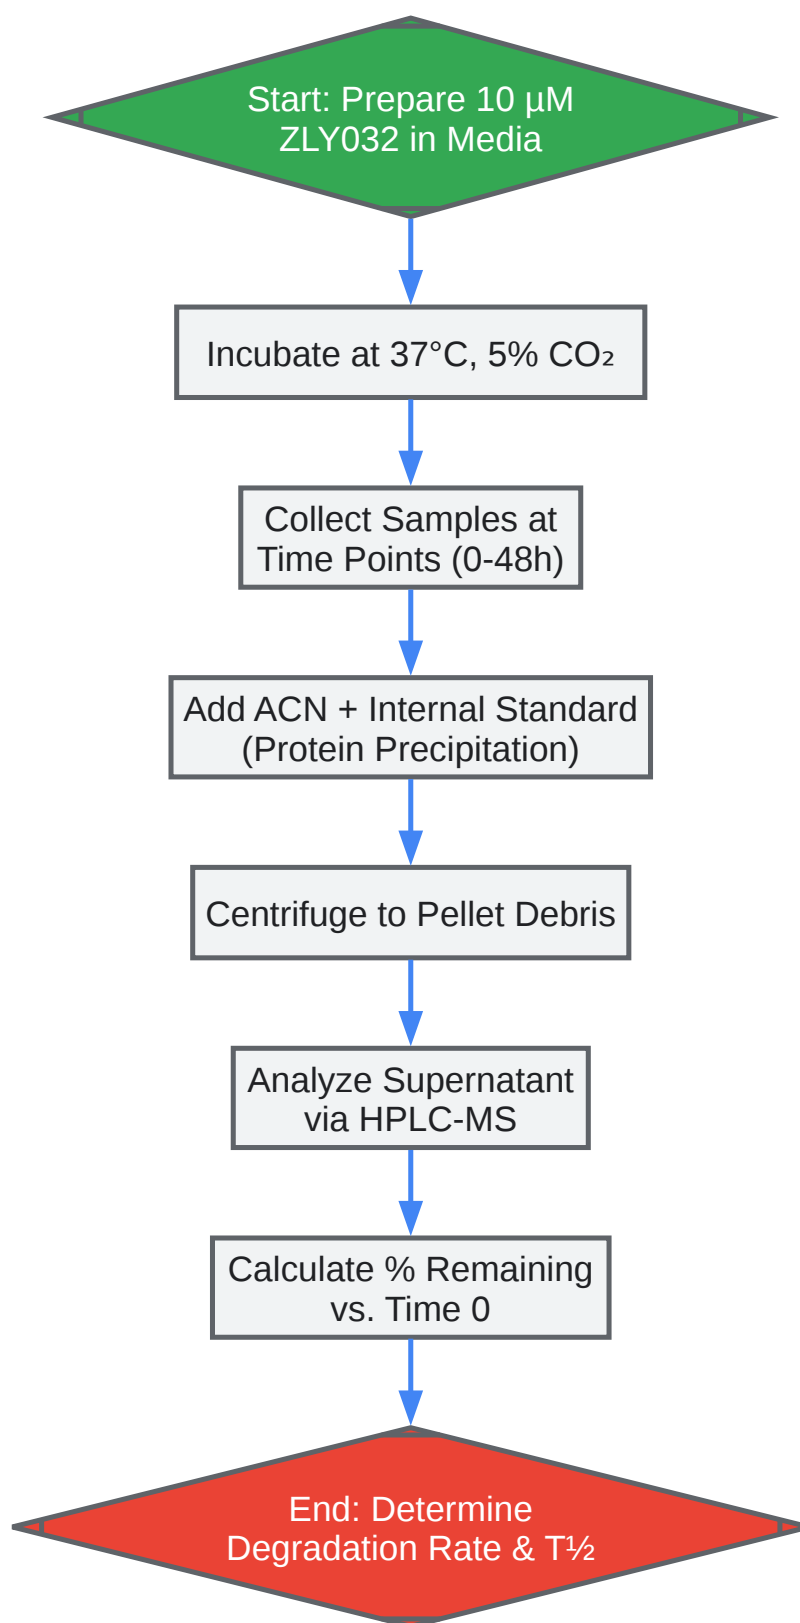 Start: Prepare 10 µM
ZLY032 in Media
Incubate at 37°C, 5% CO₂
Collect Samples at
Time Points (0-48h)
Add ACN + Internal Standard
(Protein Precipitation)
Centrifuge to Pellet Debris
Analyze Supernatant
via HPLC-MS
Calculate % Remaining
vs. Time 0
End: Determine
Degradation Rate & T½